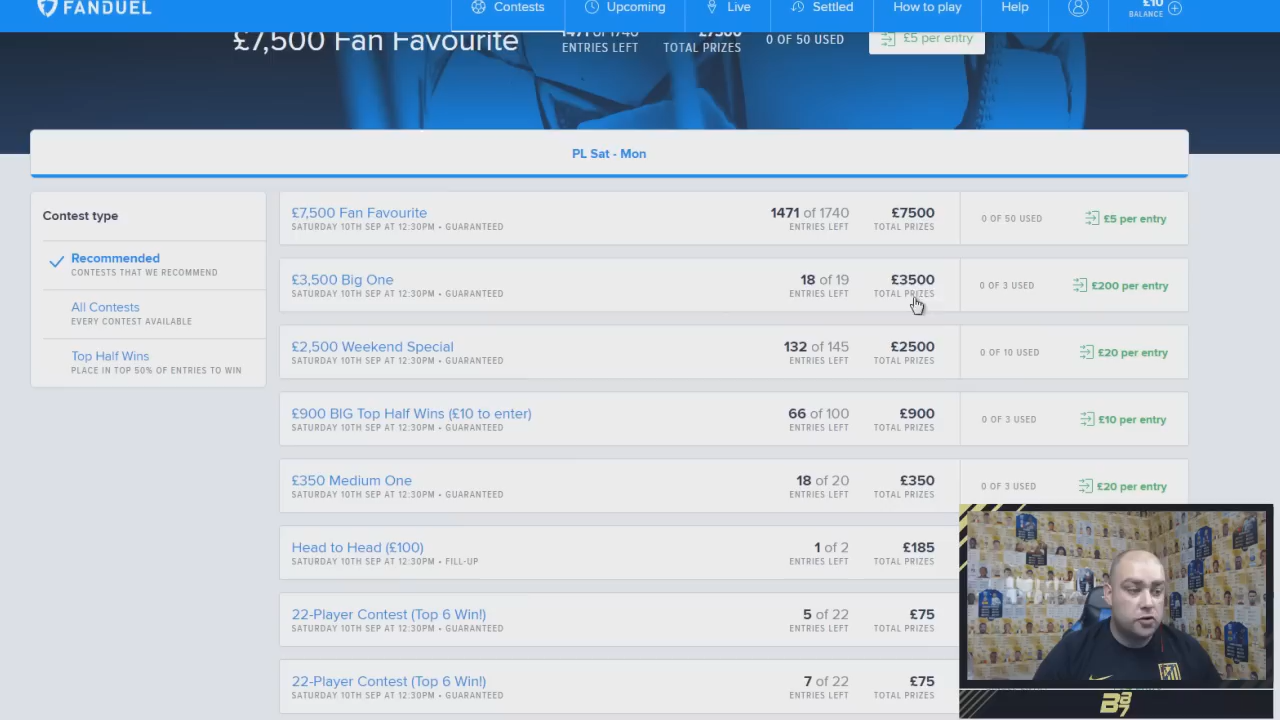 FANDUEL
Contests
Upcoming
Live
Settled
How to play
Help
£10
BALANCE
£7,500 Fan Favourite
1471 of 1740
ENTRIES LEFT
£7500
TOTAL PRIZES
0 OF 50 USED
£5 per entry
PL Sat - Mon
Contest type
Recommended
CONTESTS THAT WE RECOMMEND
All Contests
EVERY CONTEST AVAILABLE
Top Half Wins
PLACE IN TOP 50% OF ENTRIES TO WIN
£7,500 Fan Favourite
SATURDAY 10TH SEP AT 12:30PM • GUARANTEED
1471 of 1740
ENTRIES LEFT
£7500
TOTAL PRIZES
0 OF 50 USED
£5 per entry
£3,500 Big One
SATURDAY 10TH SEP AT 12:30PM • GUARANTEED
18 of 19
ENTRIES LEFT
£3500
TOTAL PRIZES
0 OF 3 USED
£200 per entry
£2,500 Weekend Special
SATURDAY 10TH SEP AT 12:30PM • GUARANTEED
132 of 145
ENTRIES LEFT
£2500
TOTAL PRIZES
0 OF 10 USED
£20 per entry
£900 BIG Top Half Wins (£10 to enter)
SATURDAY 10TH SEP AT 12:30PM • GUARANTEED
66 of 100
ENTRIES LEFT
£900
TOTAL PRIZES
0 OF 3 USED
£10 per entry
£350 Medium One
SATURDAY 10TH SEP AT 12:30PM • GUARANTEED
18 of 20
ENTRIES LEFT
£350
TOTAL PRIZES
0 OF 3 USED
£20 per entry
Head to Head (£100)
SATURDAY 10TH SEP AT 12:30PM • FILL-UP
1 of 2
ENTRIES LEFT
£185
TOTAL PRIZES
22-Player Contest (Top 6 Win!)
SATURDAY 10TH SEP AT 12:30PM • GUARANTEED
5 of 22
ENTRIES LEFT
£75
TOTAL PRIZES
22-Player Contest (Top 6 Win!)
SATURDAY 10TH SEP AT 12:30PM • GUARANTEED
7 of 22
ENTRIES LEFT
£75
TOTAL PRIZES